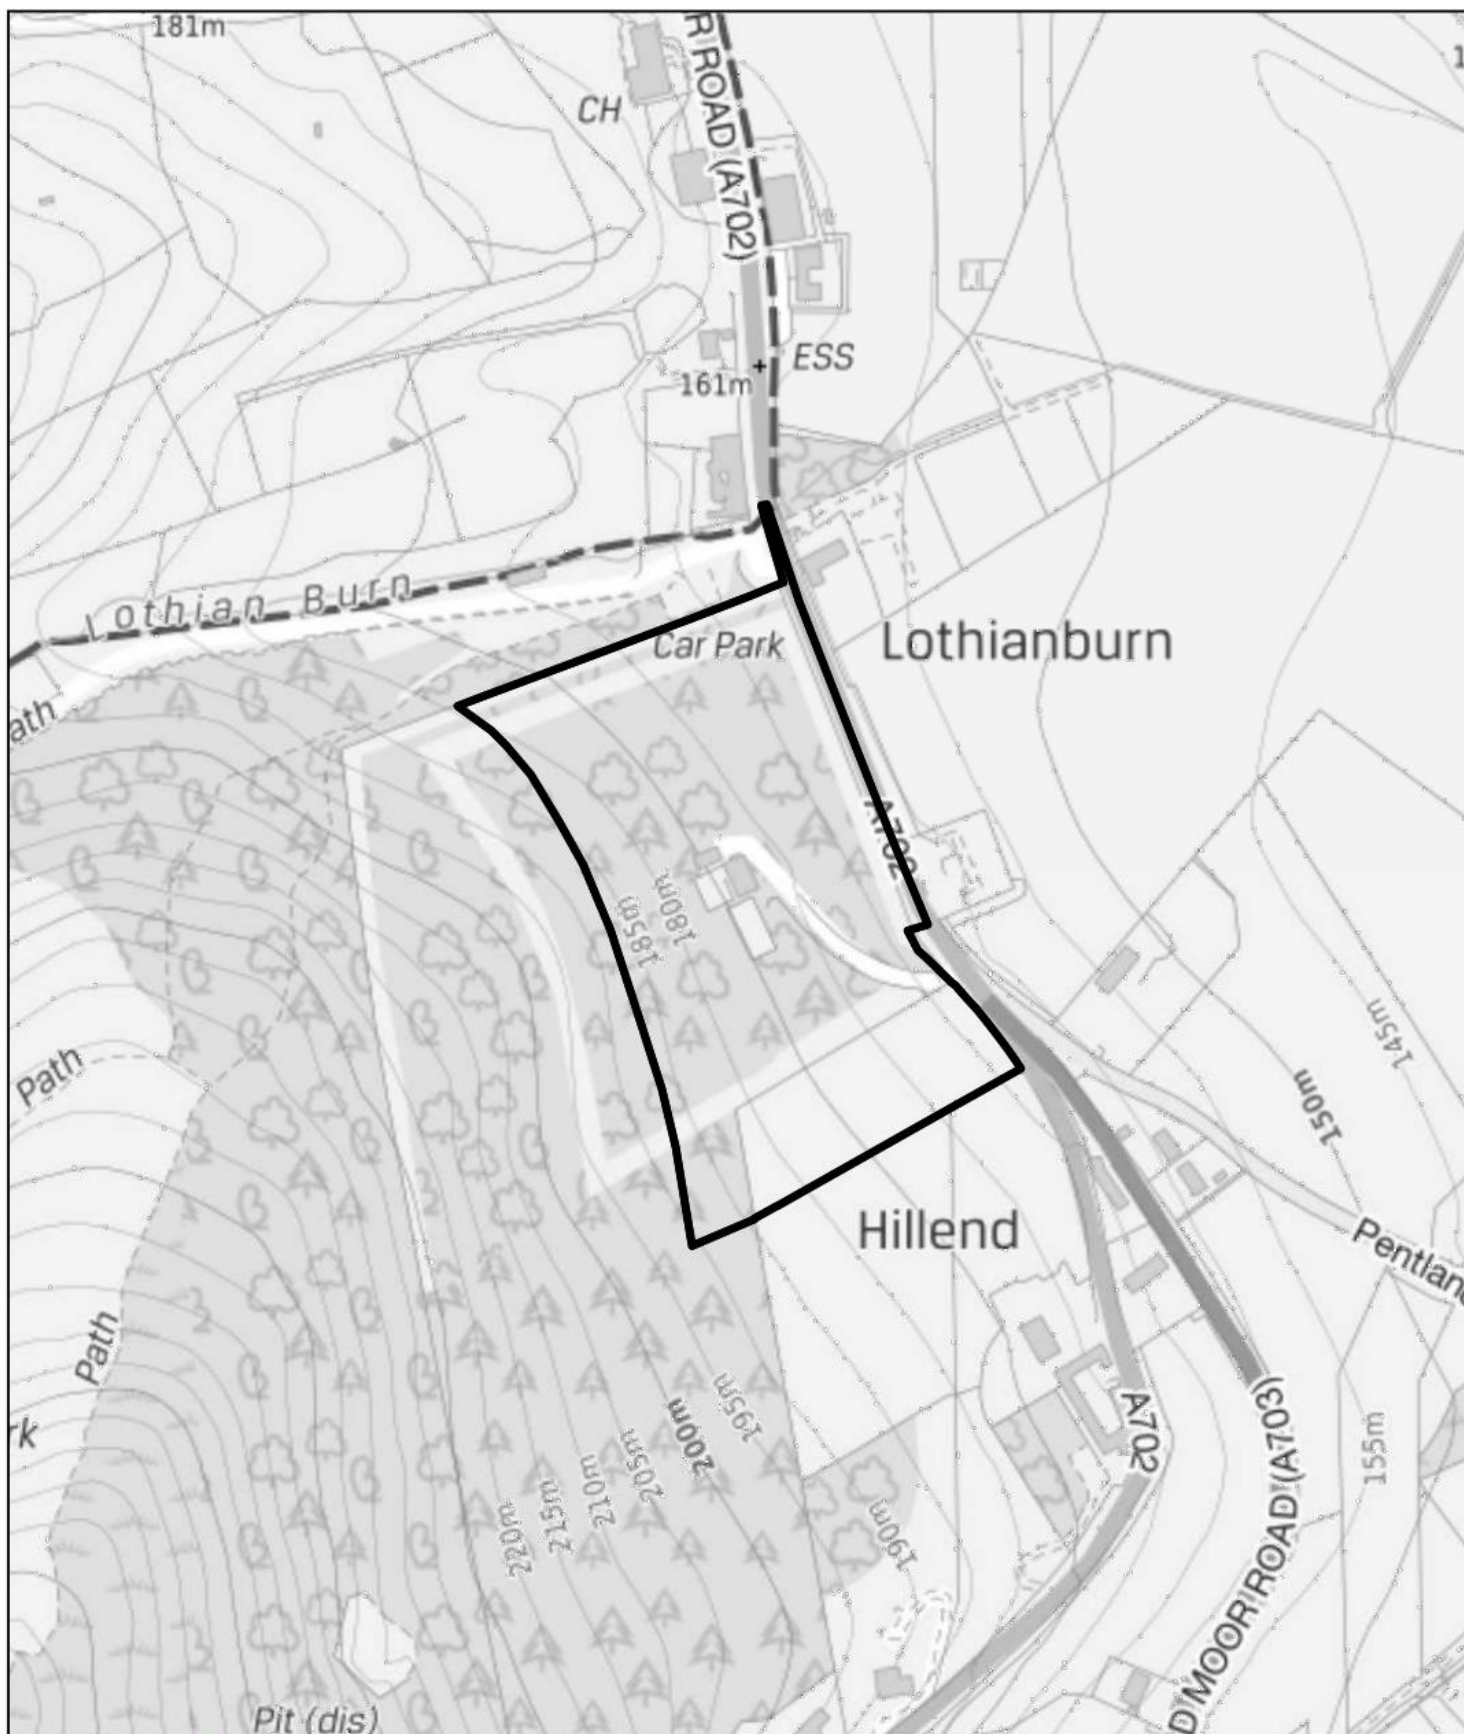 181m
CH
R ROAD (A702)
ESS
161m
Lothian Burn
Car Park
Lothianburn
ath
A702
180m
185m
145m
Path
150m
Hillend
Pentland
Path
195m
200m
205m
210m
215m
220m
rk
A702
155m
190m
D MOOR ROAD (A703)
Pit (dis)